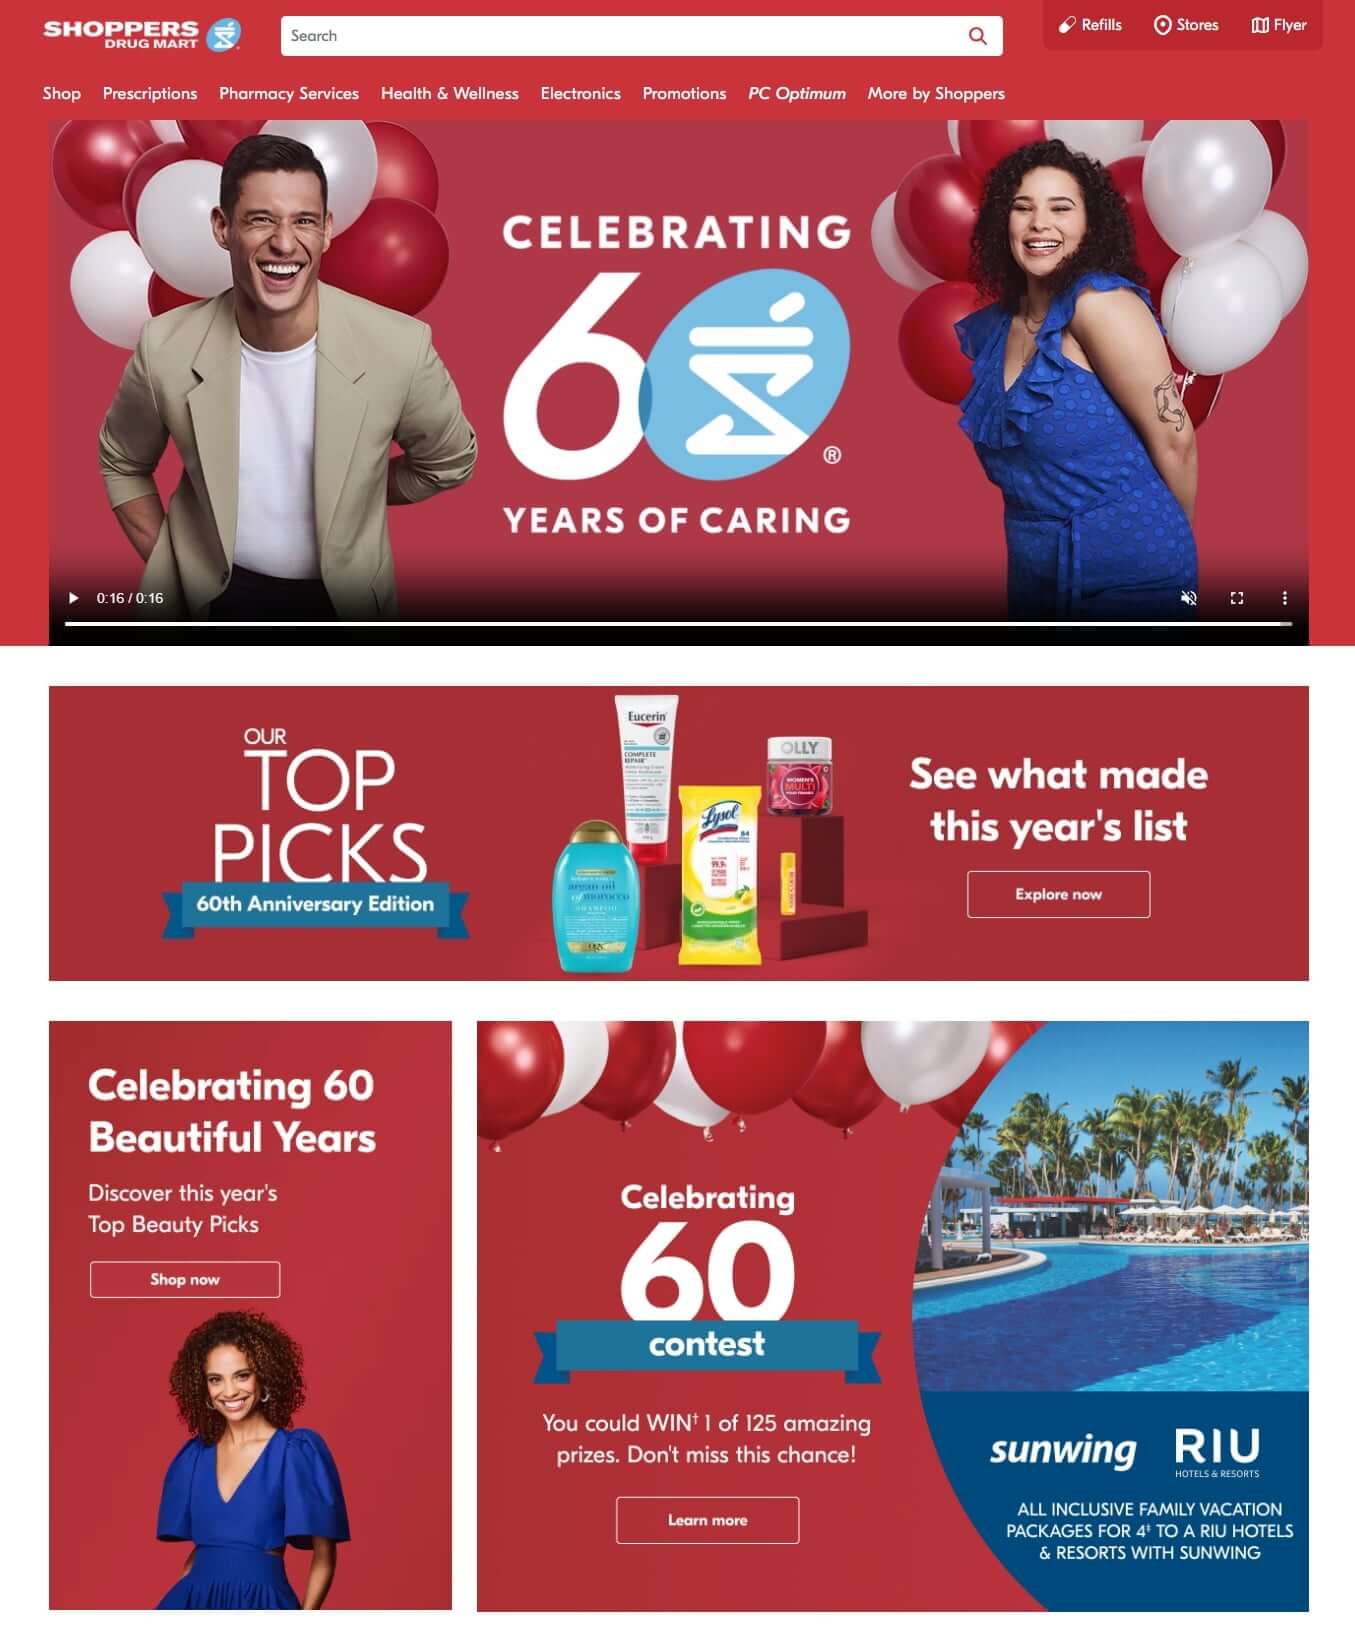 SHOPPERS
DRUG MART
Search
Refills
Stores
Flyer
Shop
Prescriptions
Pharmacy Services
Health & Wellness
Electronics
Promotions
PC Optimum
More by Shoppers
CELEBRATING
60
®
YEARS OF CARING
0:16 / 0:16
OUR
TOP
PICKS
60th Anniversary Edition
Eucerin
COMPLETE
REPAIR
OLLY
WOMEN'S
MULTI
Lysol
84
99.9%
argan oil
of morocco
SHAMPOO
OGX
See what made
this year's list
Explore now
Celebrating 60
Beautiful Years
Discover this year's
Top Beauty Picks
Shop now
Celebrating
60
contest
You could WIN† 1 of 125 amazing
prizes. Don't miss this chance!
Learn more
sunwing
RIU
HOTELS & RESORTS
ALL INCLUSIVE FAMILY VACATION
PACKAGES FOR 4‡ TO A RIU HOTELS
& RESORTS WITH SUNWING